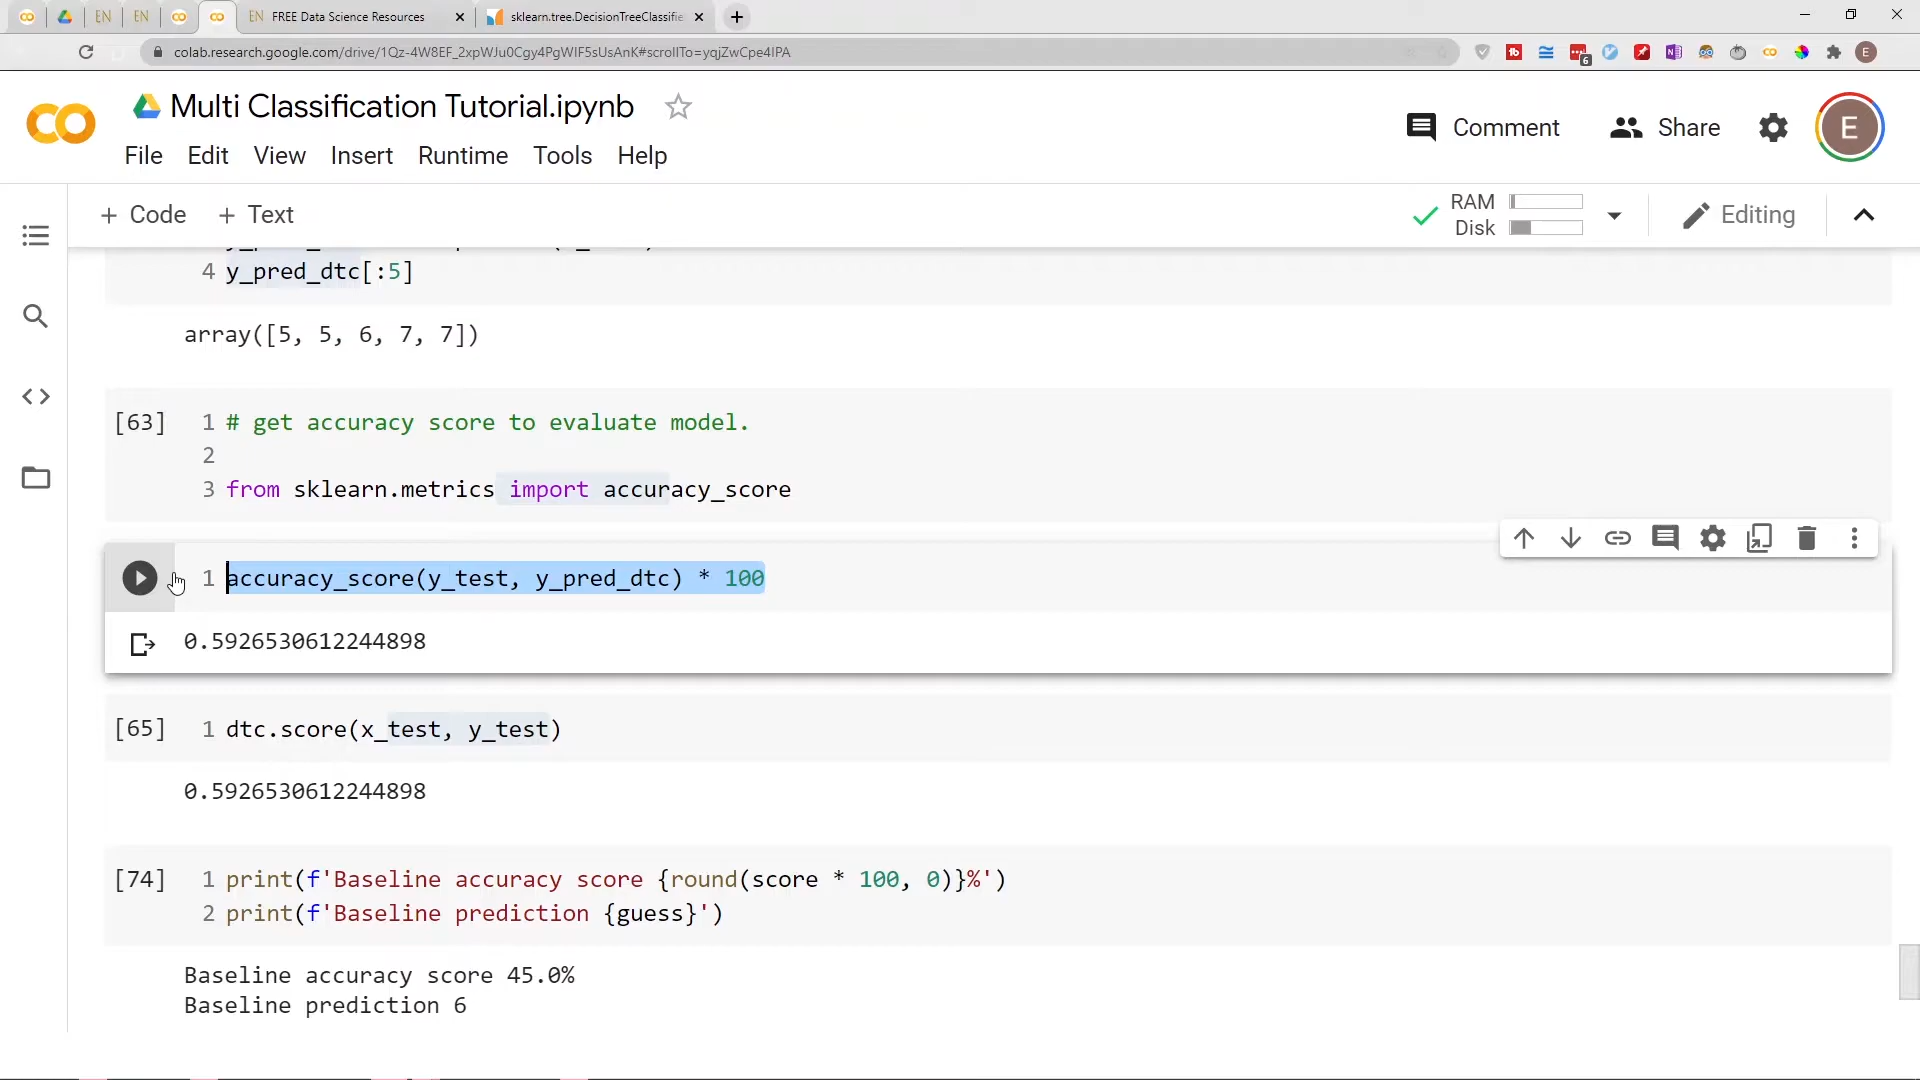 EN
EN
EN FREE Data Science Resources
sklearn.tree.DecisionTreeClassifie
colab.research.google.com/drive/1Qz-4W8EF_2xpWJu0Cgy4PgWIF5sUsAnK#scrollTo=yqjZwCpe4IPA
6
E
Multi Classification Tutorial.ipynb
Comment
Share
E
File Edit View Insert Runtime Tools Help
+ Code + Text
RAM
Disk
Editing
4 y_pred_dtc[:5]
array([5, 5, 6, 7, 7])
[63] 1 # get accuracy score to evaluate model.
2
3 from sklearn.metrics import accuracy_score
1 accuracy_score(y_test, y_pred_dtc) * 100
0.5926530612244898
[65] 1 dtc.score(x_test, y_test)
0.5926530612244898
[74] 1 print(f'Baseline accuracy score {round(score * 100, 0)}%')
2 print(f'Baseline prediction {guess}')
Baseline accuracy score 45.0%
Baseline prediction 6